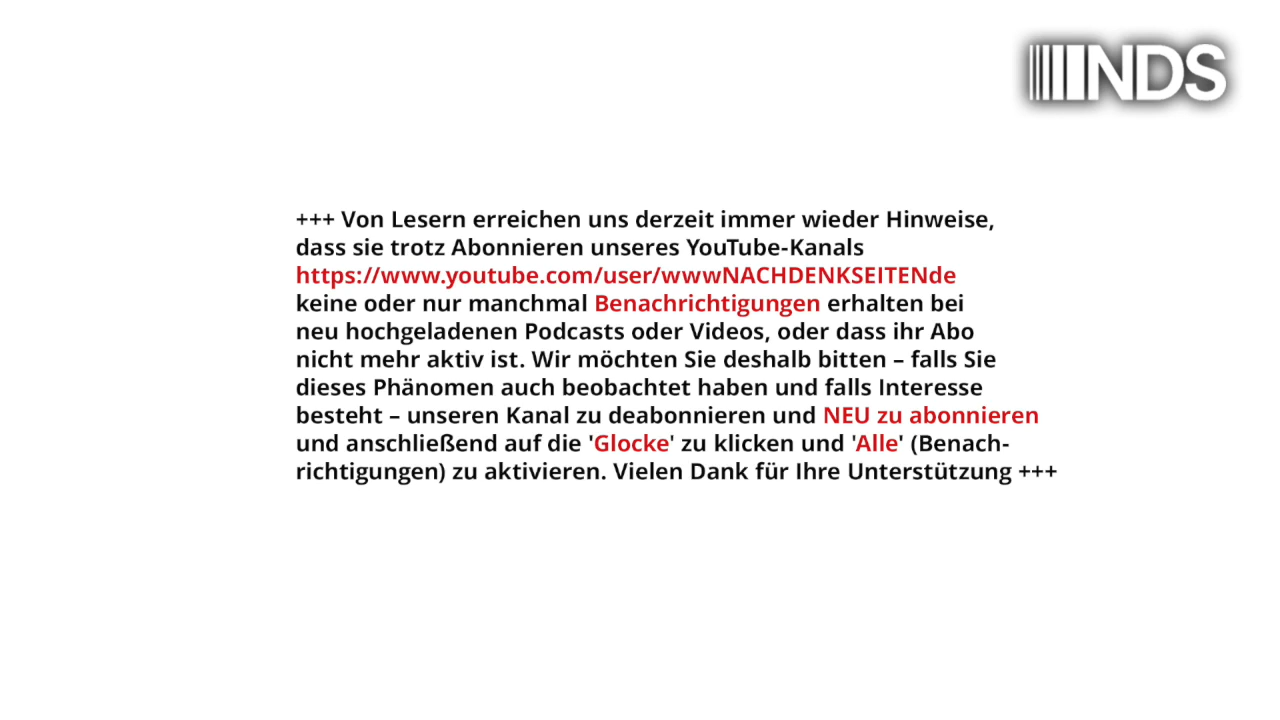 NDS
+++ Von Lesern erreichen uns derzeit immer wieder Hinweise,
dass sie trotz Abonnieren unseres YouTube-Kanals
https://www.youtube.com/user/wwwNACHDENKSEITENde
keine oder nur manchmal Benachrichtigungen erhalten bei
neu hochgeladenen Podcasts oder Videos, oder dass ihr Abo
nicht mehr aktiv ist. Wir möchten Sie deshalb bitten – falls Sie
dieses Phänomen auch beobachtet haben und falls Interesse
besteht – unseren Kanal zu deabonnieren und NEU zu abonnieren
und anschließend auf die 'Glocke' zu klicken und 'Alle' (Benach-
richtigungen) zu aktivieren. Vielen Dank für Ihre Unterstützung +++